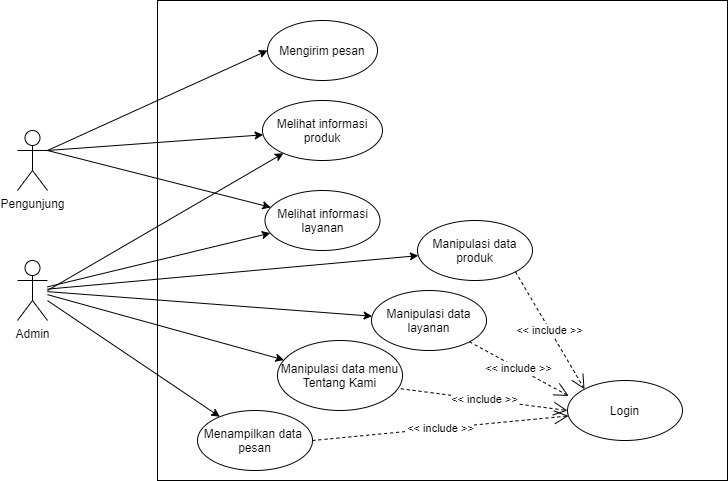 Mengirim pesan
Melihat informasi
produk
Pengunjung
Melihat informasi
layanan
Manipulasi data
produk
Admin
Manipulasi data
layanan
<< include >>
Manipulasi data menu
Tentang Kami
<< include >>
<< include >>
Login
Menampilkan data
pesan
<< include >>